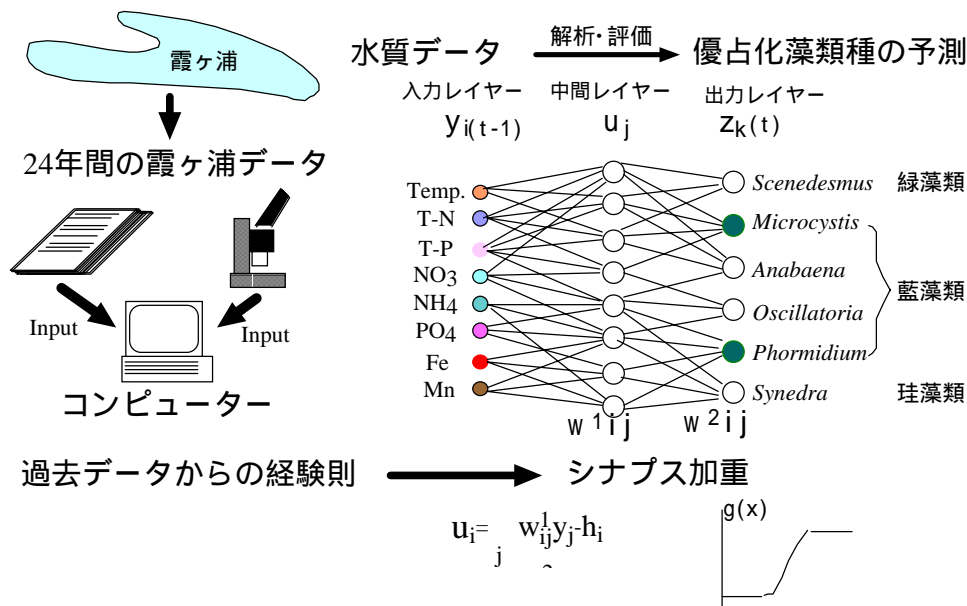 霞ヶ浦
24年間の霞ヶ浦データ
Input
Input
コンピューター
水質データ
解析・評価
優占化藻類種の予測
入力レイヤー
中間レイヤー
出力レイヤー
yi(t-1)
uj
zk(t)
Temp.
T-N
T-P
NO3
NH4
PO4
Fe
Mn
Scenedesmus
Microcystis
Anabaena
Oscillatoria
Phormidium
Synedra
緑藻類
藍藻類
珪藻類
w1ij
w2ij
過去データからの経験則
シナプス加重
ui= j w1ijyj-hi
g(x)